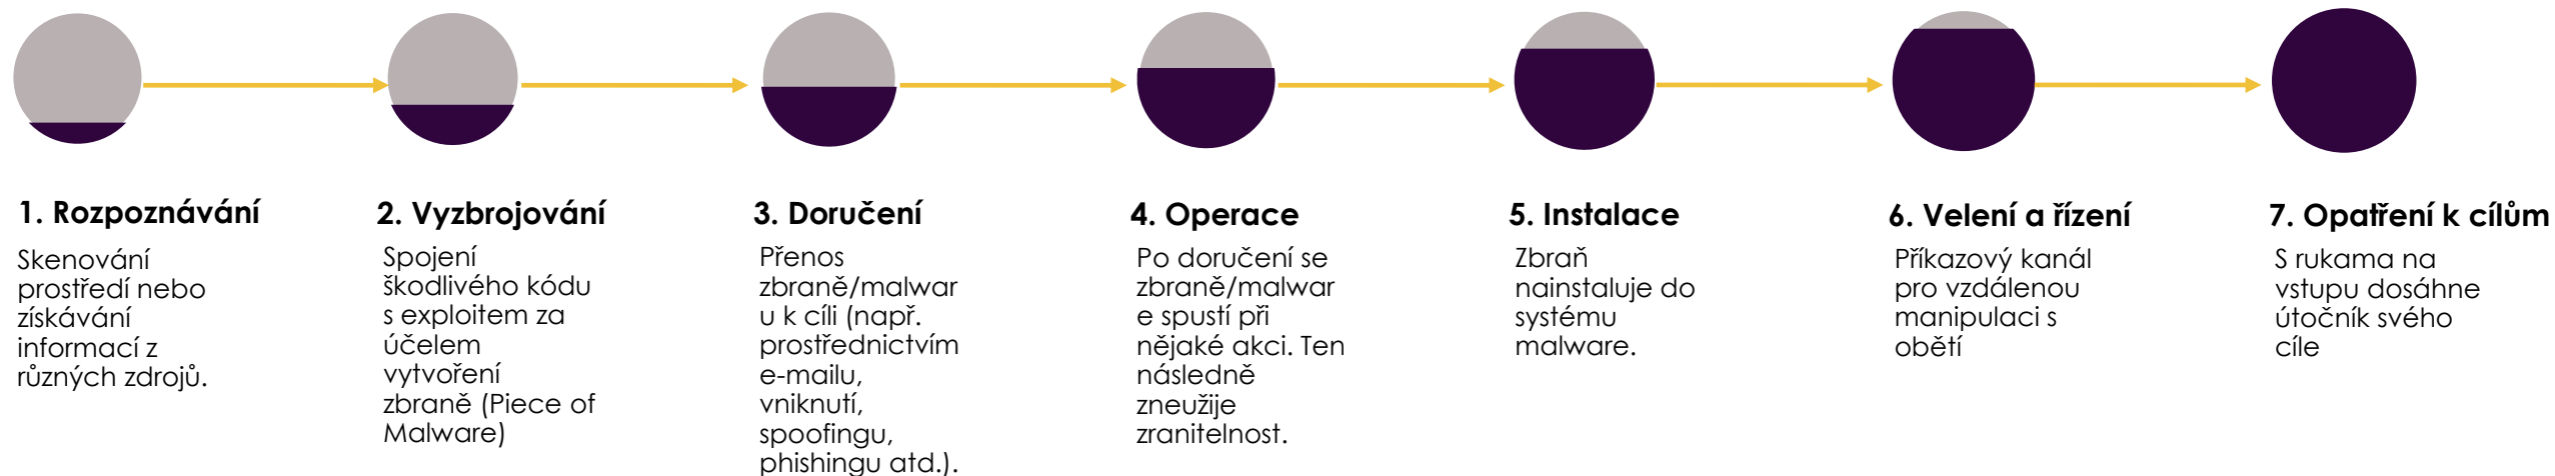 1. Rozpoznávání
Skenování
prostředí nebo
získávání
informací z
různých zdrojů.
2. Vyzbrojování
Spojení
škodlivého kódu
s exploitem za
účelem
vytvoření
zbraně (Piece of
Malware)
3. Doručení
Přenos
zbraně/malwar
u k cíli (např.
prostřednictvím
e-mailu,
vniknutí,
spoofingu,
phishingu atd.).
4. Operace
Po doručení se
zbraně/malwar
e spustí při
nějaké akci. Ten
následně
zneužije
zranitelnost.
5. Instalace
Zbraň
nainstaluje do
systému
malware.
6. Velení a řízení
Příkazový kanál
pro vzdálenou
manipulaci s
obětí
7. Opatření k cílům
S rukama na
vstupu dosáhne
útočník svého
cíle